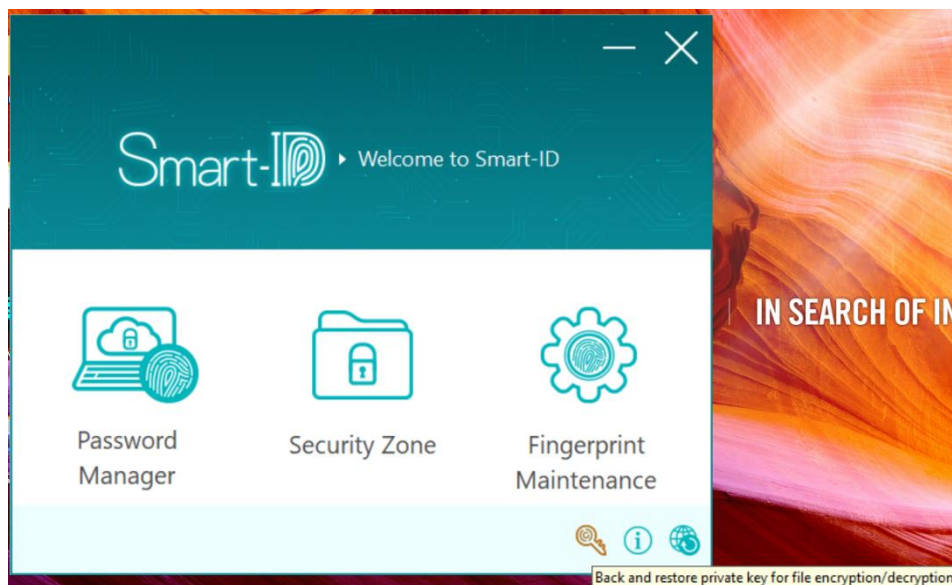 Smart-ID
Welcome to Smart-ID
IN SEARCH OF IN
Password
Manager
Security Zone
Fingerprint
Maintenance
Back and restore private key for file encryption/decryption